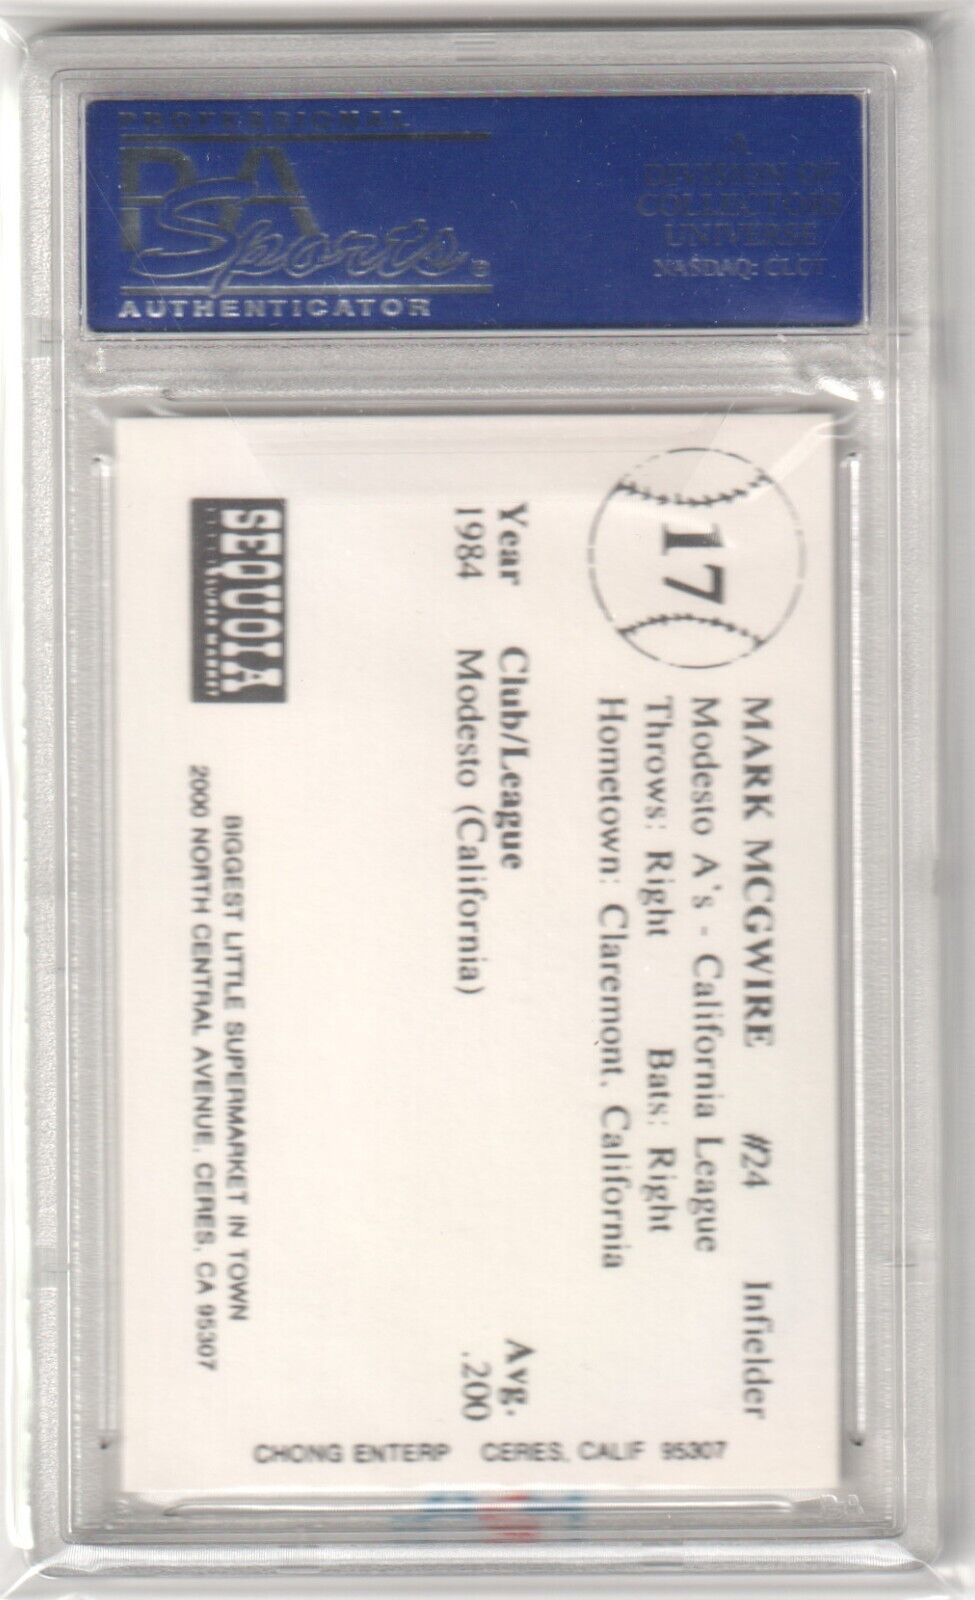 PROFESSIONAL
PSA
Sports
AUTHENTICATOR
A
DIVISION OF
COLLECTORS
UNIVERSE
NASDAQ: CLCT
17
MARK MCGWIRE #24 Infielder
Modesto A's - California League
Throws: Right Bats: Right
Hometown: Claremont, California
Year Club/League Avg.
1984 Modesto (California) .200
SEQUOIA
SUPER MARKET
BIGGEST LITTLE SUPERMARKET IN TOWN
2000 NORTH CENTRAL AVENUE, CERES, CA 95307
CHONG ENTERP CERES, CALIF 95307